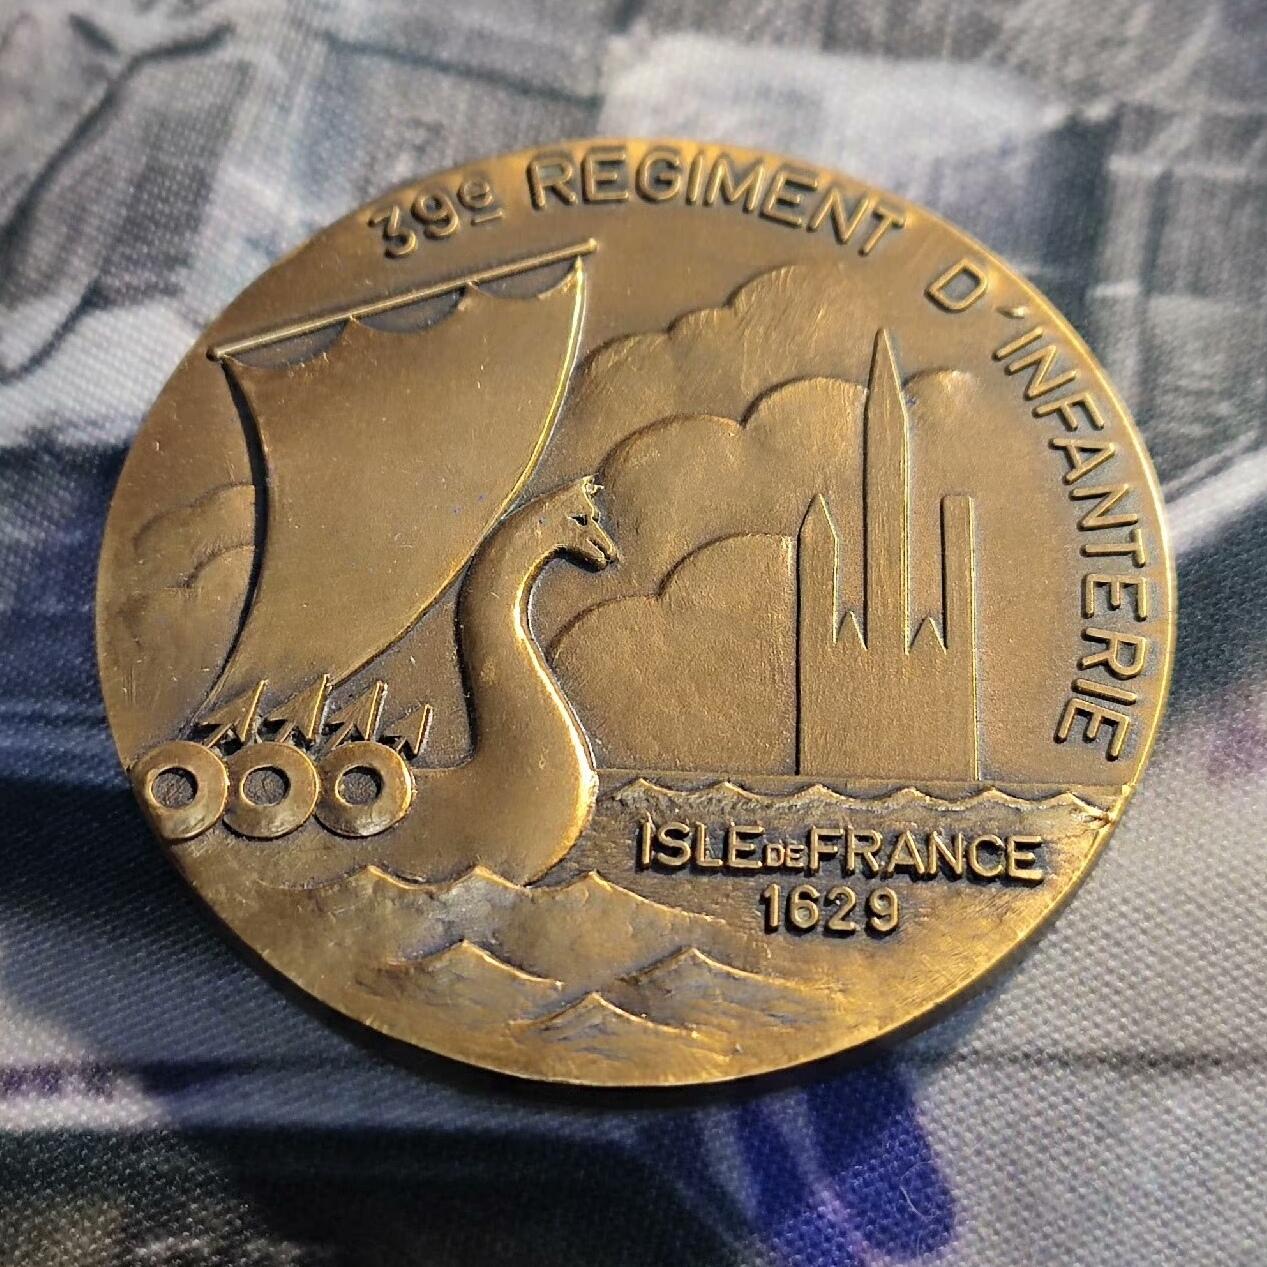 39e REGIMENT D'INFANTERIE
ISLE DE FRANCE
1629